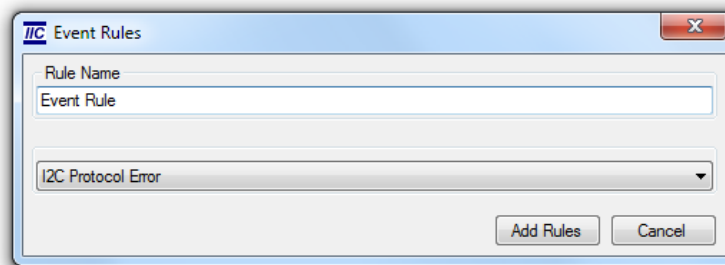 IIC Event Rules
Rule Name
Event Rule
I2C Protocol Error
Add Rules Cancel